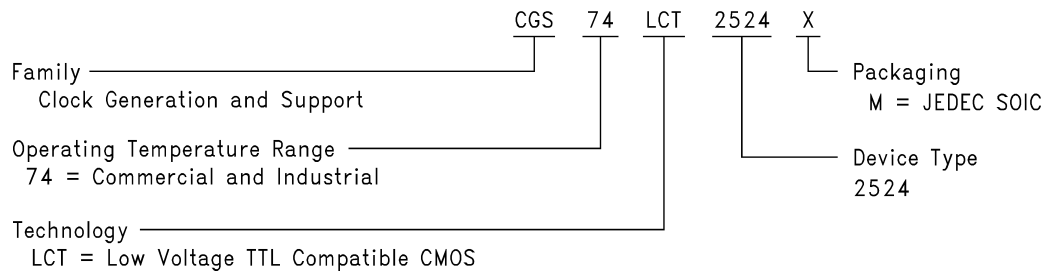 CGS 74 LCT 2524 X
Family
Clock Generation and Support
Operating Temperature Range
74 = Commercial and Industrial
Technology
LCT = Low Voltage TTL Compatible CMOS
Packaging
M = JEDEC SOIC
Device Type
2524